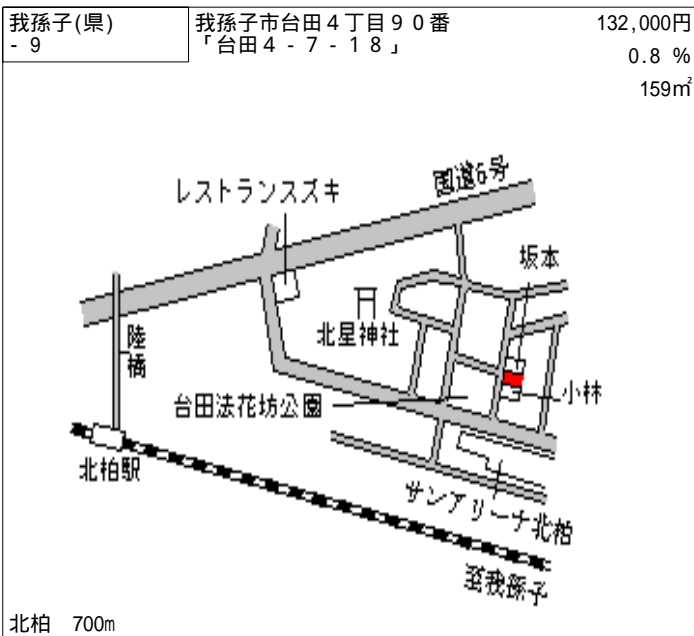 我孫子(県)
- 9
我孫子市台田4丁目90番
「台田4-7-18」
132,000円
0.8 %
159㎡
国道6号
レストランスズキ
坂本
北星神社
陸橋
小林
台田法花坊公園
北柏駅
サンアリーナ北柏
至我孫子
北柏 700m